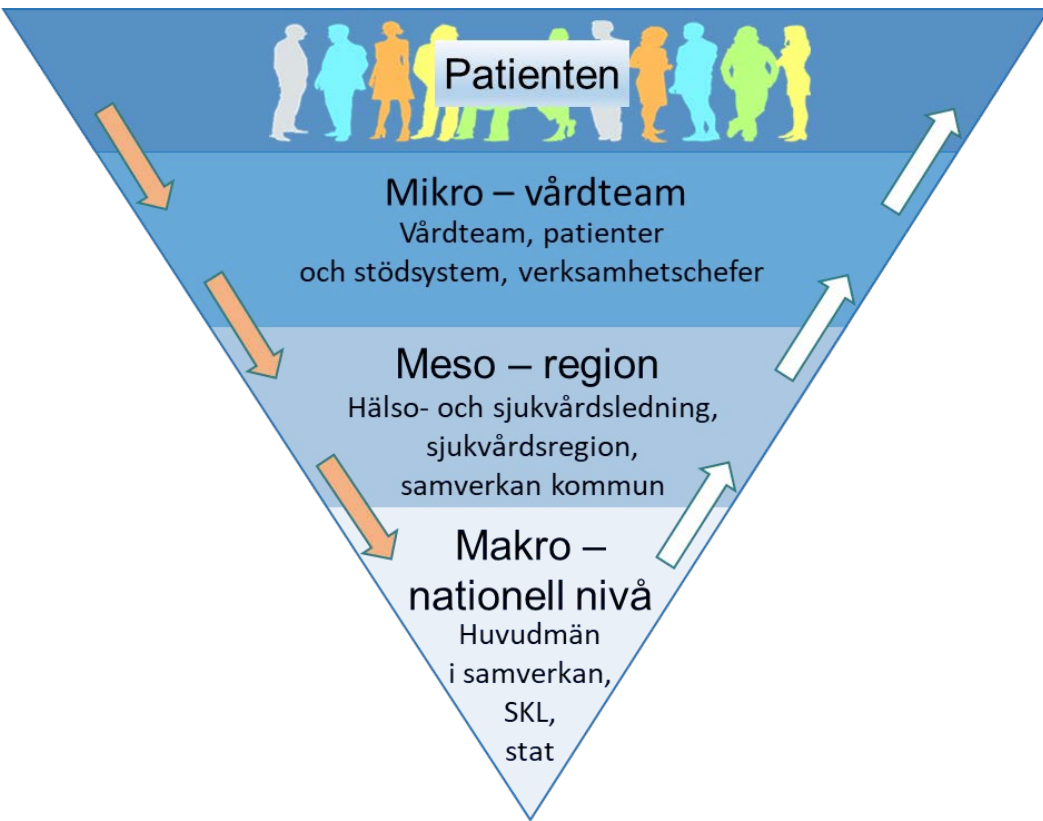 Patienten
Mikro – vårdteam
Vårdteam, patienter
och stödsystem, verksamhetschefer
Meso – region
Hälso- och sjukvårdsledning,
sjukvårdsregion,
samverkan kommun
Makro –
nationell nivå
Huvudmän
i samverkan,
SKL,
stat